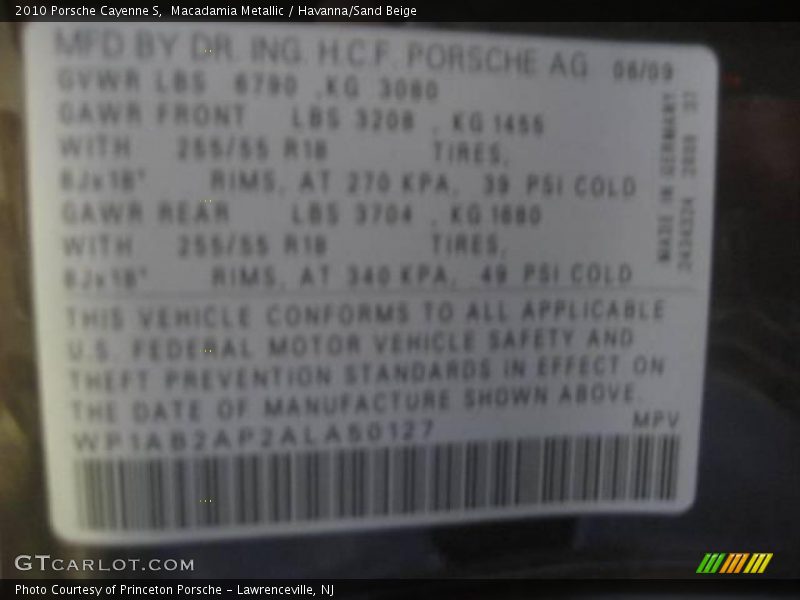 2010 Porsche Cayenne S,  Macadamia Metallic / Havanna/Sand Beige
MFD BY DR. ING. H.C.F. PORSCHE AG 06/09
GVWR LBS 6790 ,KG 3080
GAWR FRONT LBS 3208 , KG 1455
WITH 255/55 R18 TIRES,
8Jx18" RIMS, AT 270 KPA, 39 PSI COLD
GAWR REAR LBS 3704 , KG 1680
WITH 255/55 R18 TIRES,
8Jx18" RIMS, AT 340 KPA, 49 PSI COLD
MADE IN GERMANY
THIS VEHICLE CONFORMS TO ALL APPLICABLE
U.S. FEDERAL MOTOR VEHICLE SAFETY AND
THEFT PREVENTION STANDARDS IN EFFECT ON
THE DATE OF MANUFACTURE SHOWN ABOVE.
WP1AB2AP2ALA50127 MPV
GTCARLOT.COM
Photo Courtesy of Princeton Porsche - Lawrenceville, NJ